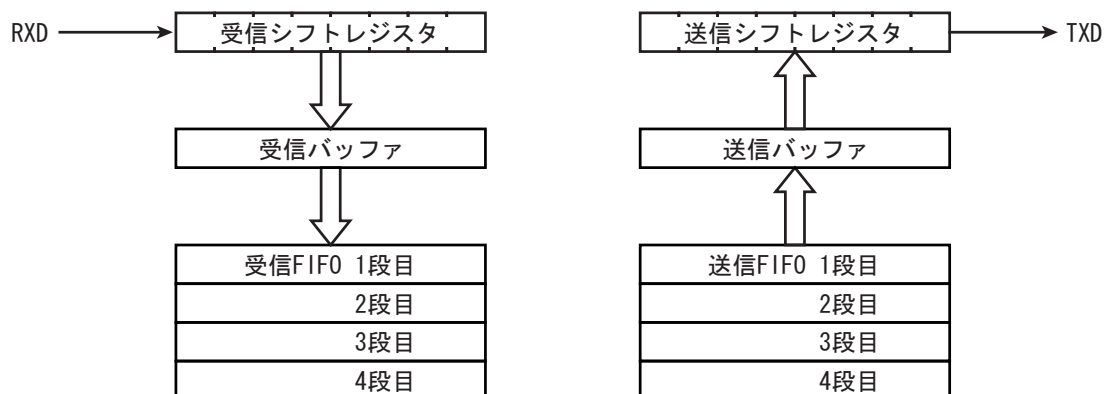 RXD
受信シフトレジスタ
受信バッファ
受信FIFO 1段目
2段目
3段目
4段目
送信シフトレジスタ
TXD
送信バッファ
送信FIFO 1段目
2段目
3段目
4段目